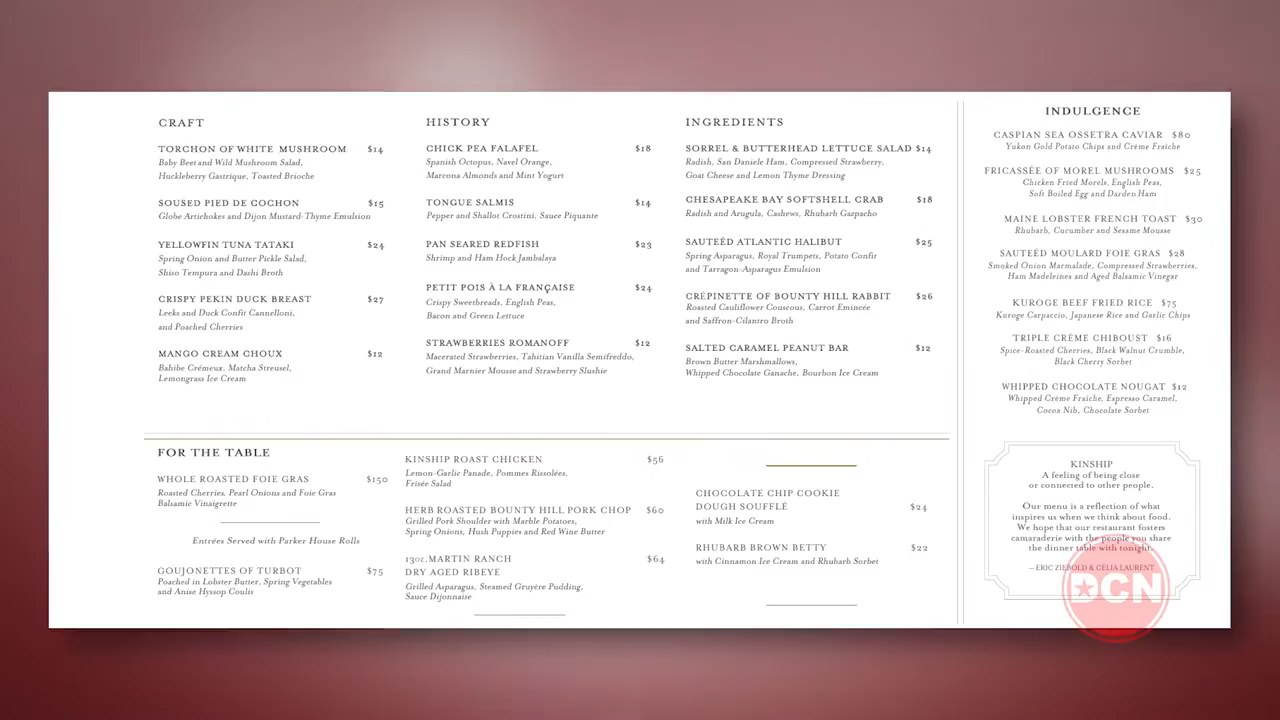 CRAFT
TORCHON OF WHITE MUSHROOM $14
Baby Beet and Wild Mushroom Salad,
Huckleberry Gastrique, Toasted Brioche
SOUSED PIED DE COCHON $15
Globe Artichokes and Dijon Mustard-Thyme Emulsion
YELLOWFIN TUNA TATAKI $24
Spring Onion and Butter Pickle Salad,
Shiso Tempura and Dashi Broth
CRISPY PEKIN DUCK BREAST $27
Leeks and Duck Confit Cannelloni,
and Poached Cherries
MANGO CREAM CHOUX $12
Bahibe Crémeux, Matcha Streusel,
Lemongrass Ice Cream
HISTORY
CHICK PEA FALAFEL $18
Spanish Octopus, Navel Orange,
Marcona Almonds and Mint Yogurt
TONGUE SALMIS $14
Pepper and Shallot Crostini, Sauce Piquante
PAN SEARED REDFISH $23
Shrimp and Ham Hock Jambalaya
PETIT POIS À LA FRANÇAISE $24
Crispy Sweetbreads, English Peas,
Bacon and Green Lettuce
STRAWBERRIES ROMANOFF $12
Macerated Strawberries, Tahitian Vanilla Semifreddo,
Grand Marnier Mousse and Strawberry Slushie
INGREDIENTS
SORREL & BUTTERHEAD LETTUCE SALAD $14
Radish, San Daniele Ham, Compressed Strawberry,
Goat Cheese and Lemon Thyme Dressing
CHESAPEAKE BAY SOFTSHELL CRAB $18
Radish and Arugula, Cashews, Rhubarb Gazpacho
SAUTEÉD ATLANTIC HALIBUT $25
Spring Asparagus, Royal Trumpets, Potato Confit
and Tarragon-Asparagus Emulsion
CRÉPINETTE OF BOUNTY HILL RABBIT $26
Roasted Cauliflower Couscous, Carrot Emincée
and Saffron-Cilantro Broth
SALTED CARAMEL PEANUT BAR $12
Brown Butter Marshmallows,
Whipped Chocolate Ganache, Bourbon Ice Cream
INDULGENCE
CASPIAN SEA OSSETRA CAVIAR $80
Yukon Gold Potato Chips and Crème Fraîche
FRICASSÉE OF MOREL MUSHROOMS $25
Chicken Fried Morels, English Peas,
Soft Boiled Egg and Darden Ham
MAINE LOBSTER FRENCH TOAST $30
Rhubarb, Cucumber and Sesame Mousse
SAUTEÉD MOULARD FOIE GRAS $28
Smoked Onion Marmalade, Compressed Strawberries,
Ham Madeleines and Aged Balsamic Vinegar
KUROGE BEEF FRIED RICE $75
Kuroge Carpaccio, Japanese Rice and Garlic Chips
TRIPLE CRÈME CHIBOUST $16
Spice-Roasted Cherries, Black Walnut Crumble,
Black Cherry Sorbet
WHIPPED CHOCOLATE NOUGAT $12
Whipped Créme Fraîche, Espresso Caramel,
Cocoa Nib, Chocolate Sorbet
FOR THE TABLE
WHOLE ROASTED FOIE GRAS $150
Roasted Cherries, Pearl Onions and Foie Gras
Balsamic Vinaigrette
Entrées Served with Parker House Rolls
GOUJONETTES OF TURBOT $75
Poached in Lobster Butter, Spring Vegetables
and Anise Hyssop Coulis
KINSHIP ROAST CHICKEN $56
Lemon-Garlic Panade, Pommes Rissolées,
Frisée Salad
HERB ROASTED BOUNTY HILL PORK CHOP $60
Grilled Pork Shoulder with Marble Potatoes,
Spring Onions, Hush Puppies and Red Wine Butter
13oz. MARTIN RANCH $64
DRY AGED RIBEYE
Grilled Asparagus, Steamed Gruyère Pudding,
Sauce Dijonnaise
CHOCOLATE CHIP COOKIE
DOUGH SOUFFLÉ $24
with Milk Ice Cream
RHUBARB BROWN BETTY $22
with Cinnamon Ice Cream and Rhubarb Sorbet
KINSHIP
A feeling of being close
or connected to other people.
Our menu is a reflection of what
inspires us when we think about food.
We hope that our restaurant fosters
camaraderie with the people you share
the dinner table with tonight.
– ERIC ZIEBOLD & CÉLIA LAURENT
DCN